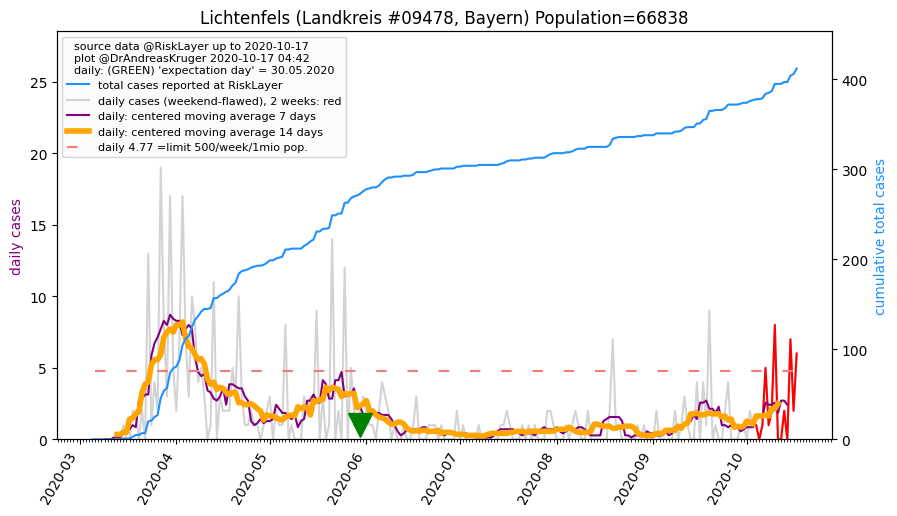 Lichtenfels (Landkreis #09478, Bayern) Population=66838
source data @RiskLayer up to 2020-10-17
plot @DrAndreasKruger 2020-10-17 04:42
daily: (GREEN) 'expectation day' = 30.05.2020
total cases reported at RiskLayer
daily cases (weekend-flawed), 2 weeks: red
daily: centered moving average 7 days
daily: centered moving average 14 days
daily 4.77 =limit 500/week/1mio pop.
daily cases
25
20
15
10
5
0
cumulative total cases
400
300
200
100
0
2020-03
2020-04
2020-05
2020-06
2020-07
2020-08
2020-09
2020-10